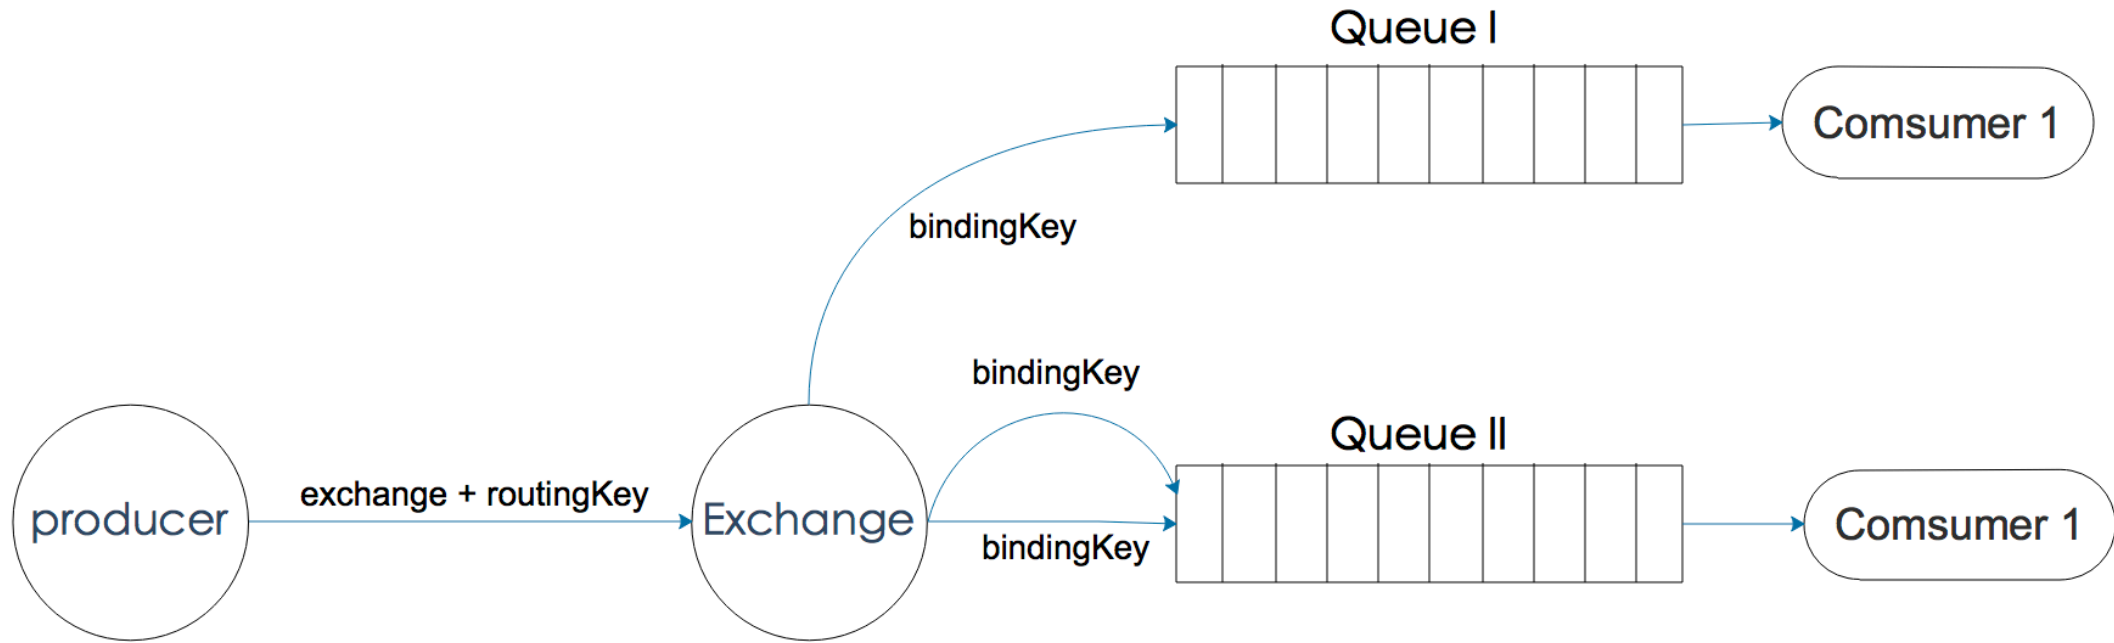 Queue I
Comsumer 1
bindingKey
bindingKey
Queue II
producer
exchange + routingKey
Exchange
bindingKey
Comsumer 1